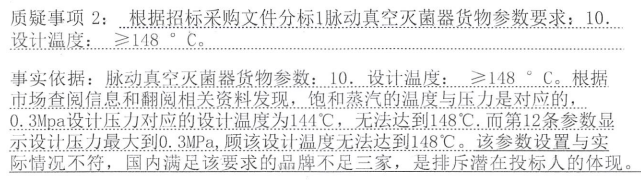 质疑事项 2： 根据招标采购文件分标1脉动真空灭菌器货物参数要求：10.
设计温度： ≥148 ° C。
事实依据：脉动真空灭菌器货物参数：10. 设计温度： ≥148 ° C。根据
市场查阅信息和翻阅相关资料发现，饱和蒸汽的温度与压力是对应的，
0.3Mpa设计压力对应的设计温度为144℃，无法达到148℃.而第12条参数显
示设计压力最大到0.3MPa,顾该设计温度无法达到148℃。该参数设置与实
际情况不符，国内满足该要求的品牌不足三家，是排斥潜在投标人的体现。